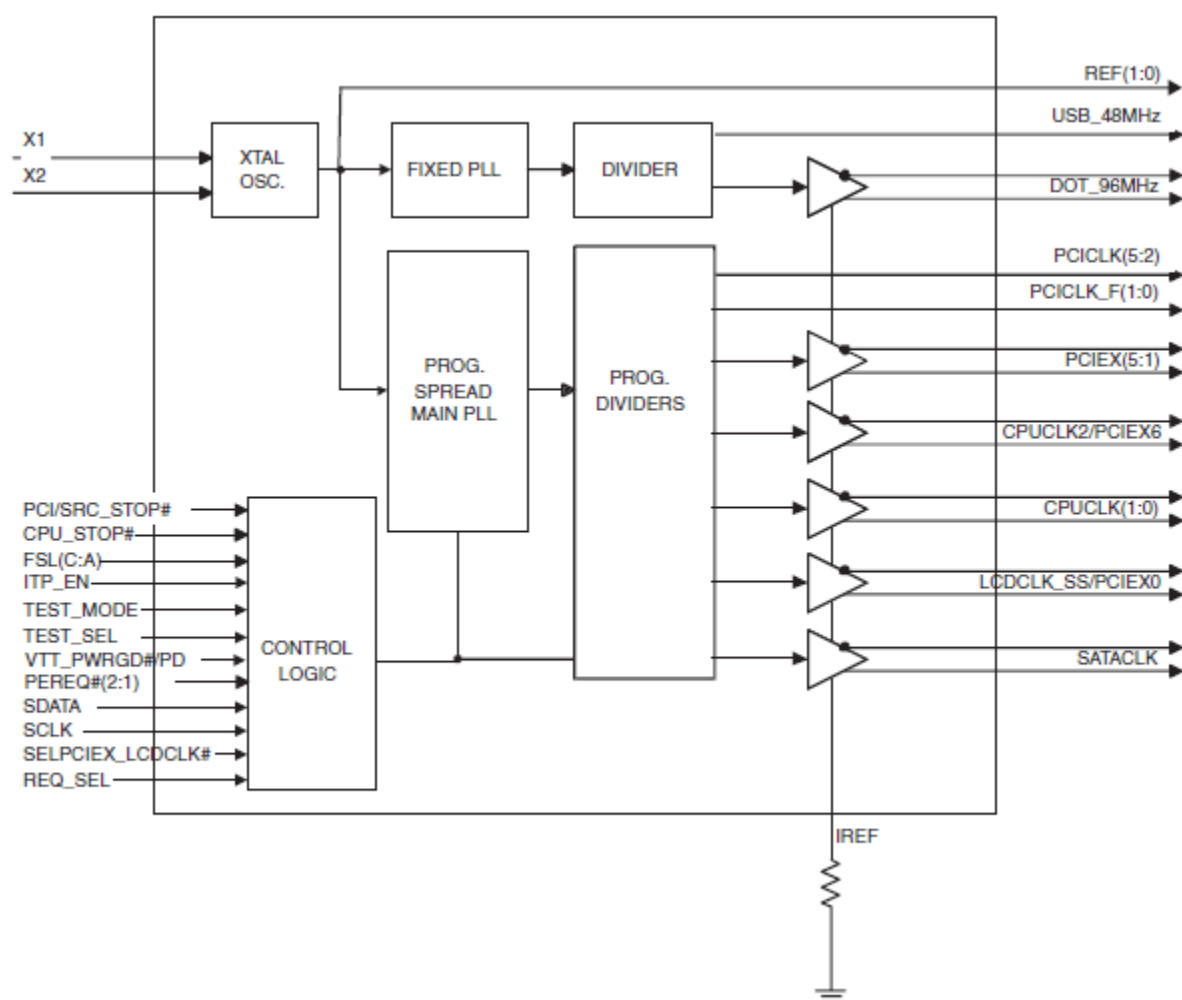 REF(1:0)
USB_48MHz
X1
X2
XTAL
OSC.
FIXED PLL
DIVIDER
DOT_96MHz
PCICLK(5:2)
PCICLK_F(1:0)
PROG.
SPREAD
MAIN PLL
PROG.
DIVIDERS
PCIEX(5:1)
CPUCLK2/PCIEX6
CPUCLK(1:0)
LCDCLK_SS/PCIEX0
SATACLK
PCI/SRC_STOP#
CPU_STOP#
FSL(C:A)
ITP_EN
TEST_MODE
TEST_SEL
VTT_PWRGD#/PD
PEREQ#(2:1)
SDATA
SCLK
SELPCIEX_LCDCLK#
REQ_SEL
CONTROL
LOGIC
IREF